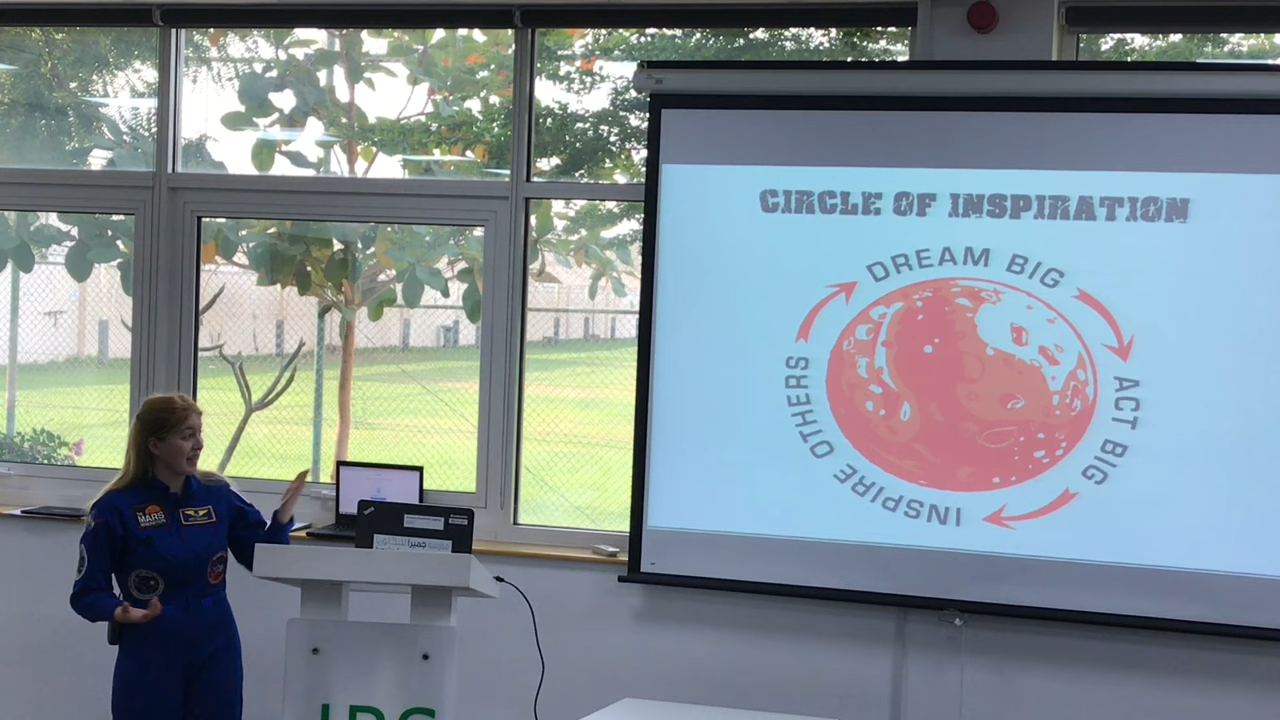 CIRCLE OF INSPIRATION
DREAM BIG
ACT BIG
INSPIRE OTHERS
MARS